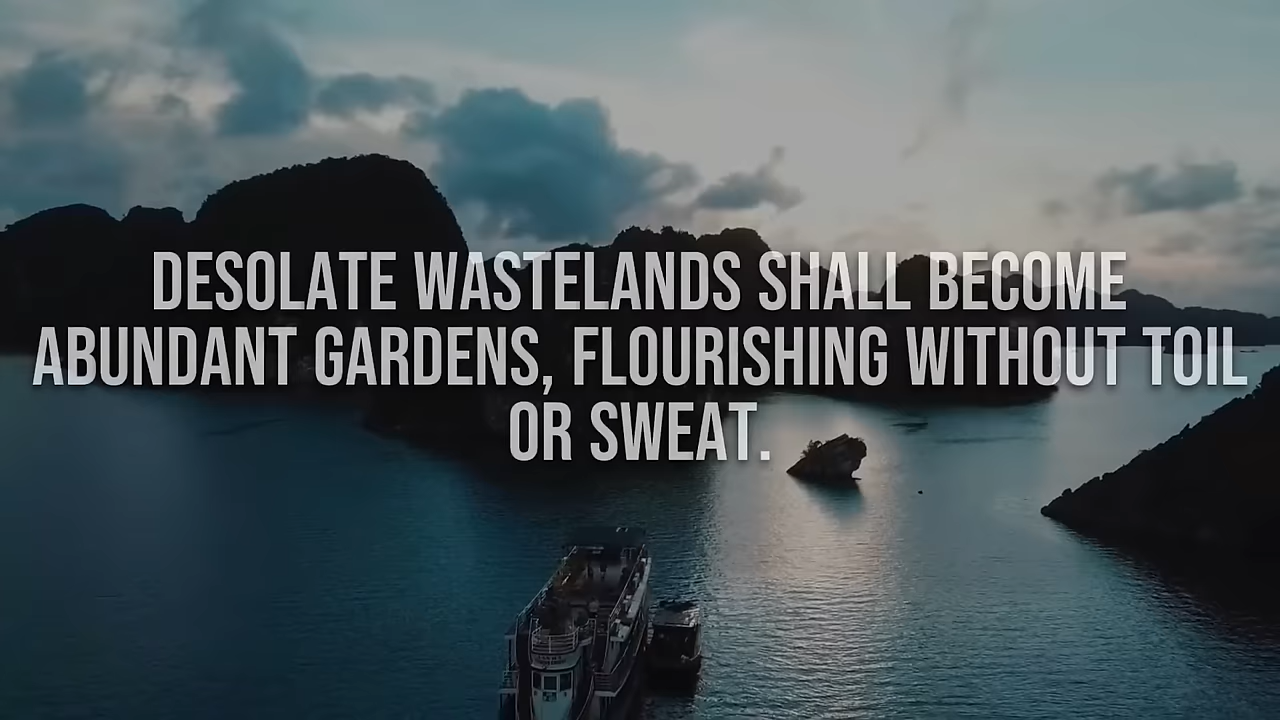 DESOLATE WASTELANDS SHALL BECOME
ABUNDANT GARDENS, FLOURISHING WITHOUT TOIL
OR SWEAT.